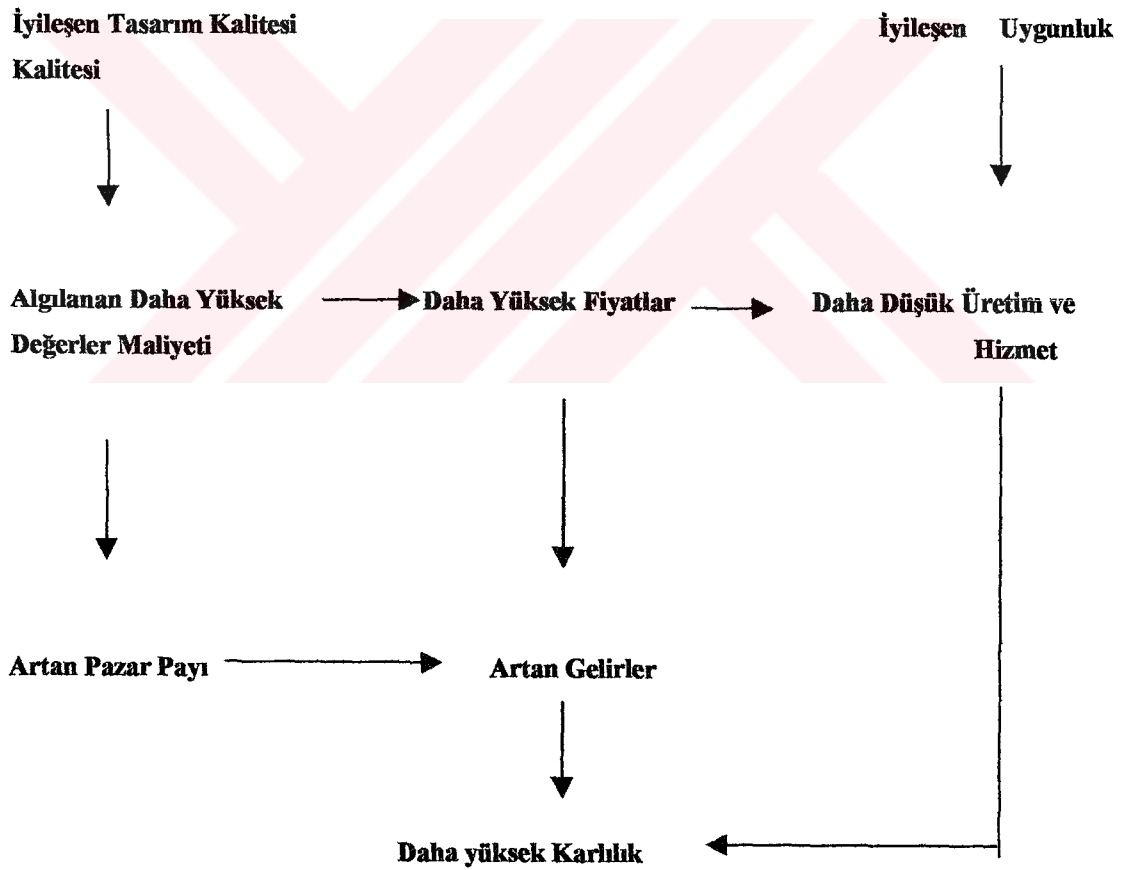 İyileşen Tasarım Kalitesi İyileşen Uygunluk
Kalitesi
Algılanan Daha Yüksek Daha Yüksek Fiyatlar Daha Düşük Üretim ve
Değerler Maliyeti Hizmet
Artan Pazar Payı Artan Gelirler
Daha yüksek Karlılık